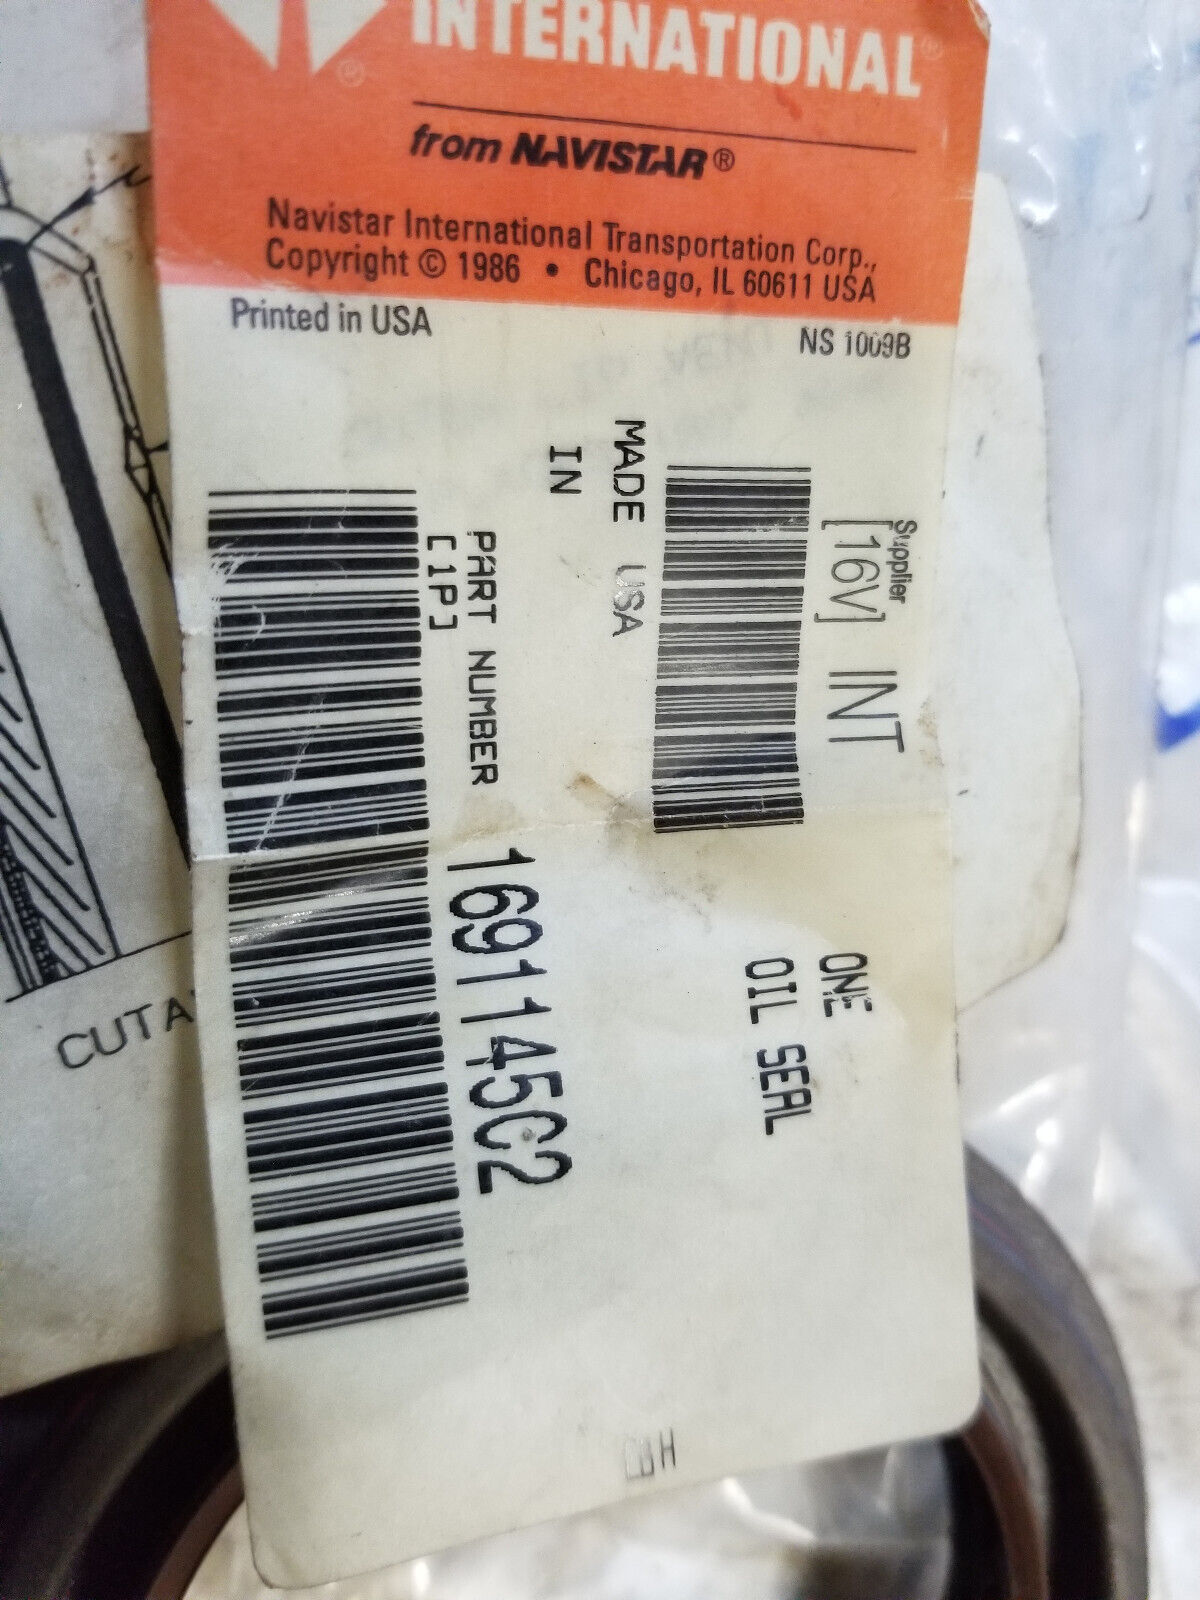 INTERNATIONAL®
from NAVISTAR®
Navistar International Transportation Corp.,
Copyright © 1986 • Chicago, IL 60611 USA
Printed in USA
NS 1009B
Supplier
[16V] INT
MADE USA
IN
ONE
OIL SEAL
PART NUMBER
[1P]
1691145C2
CUTA